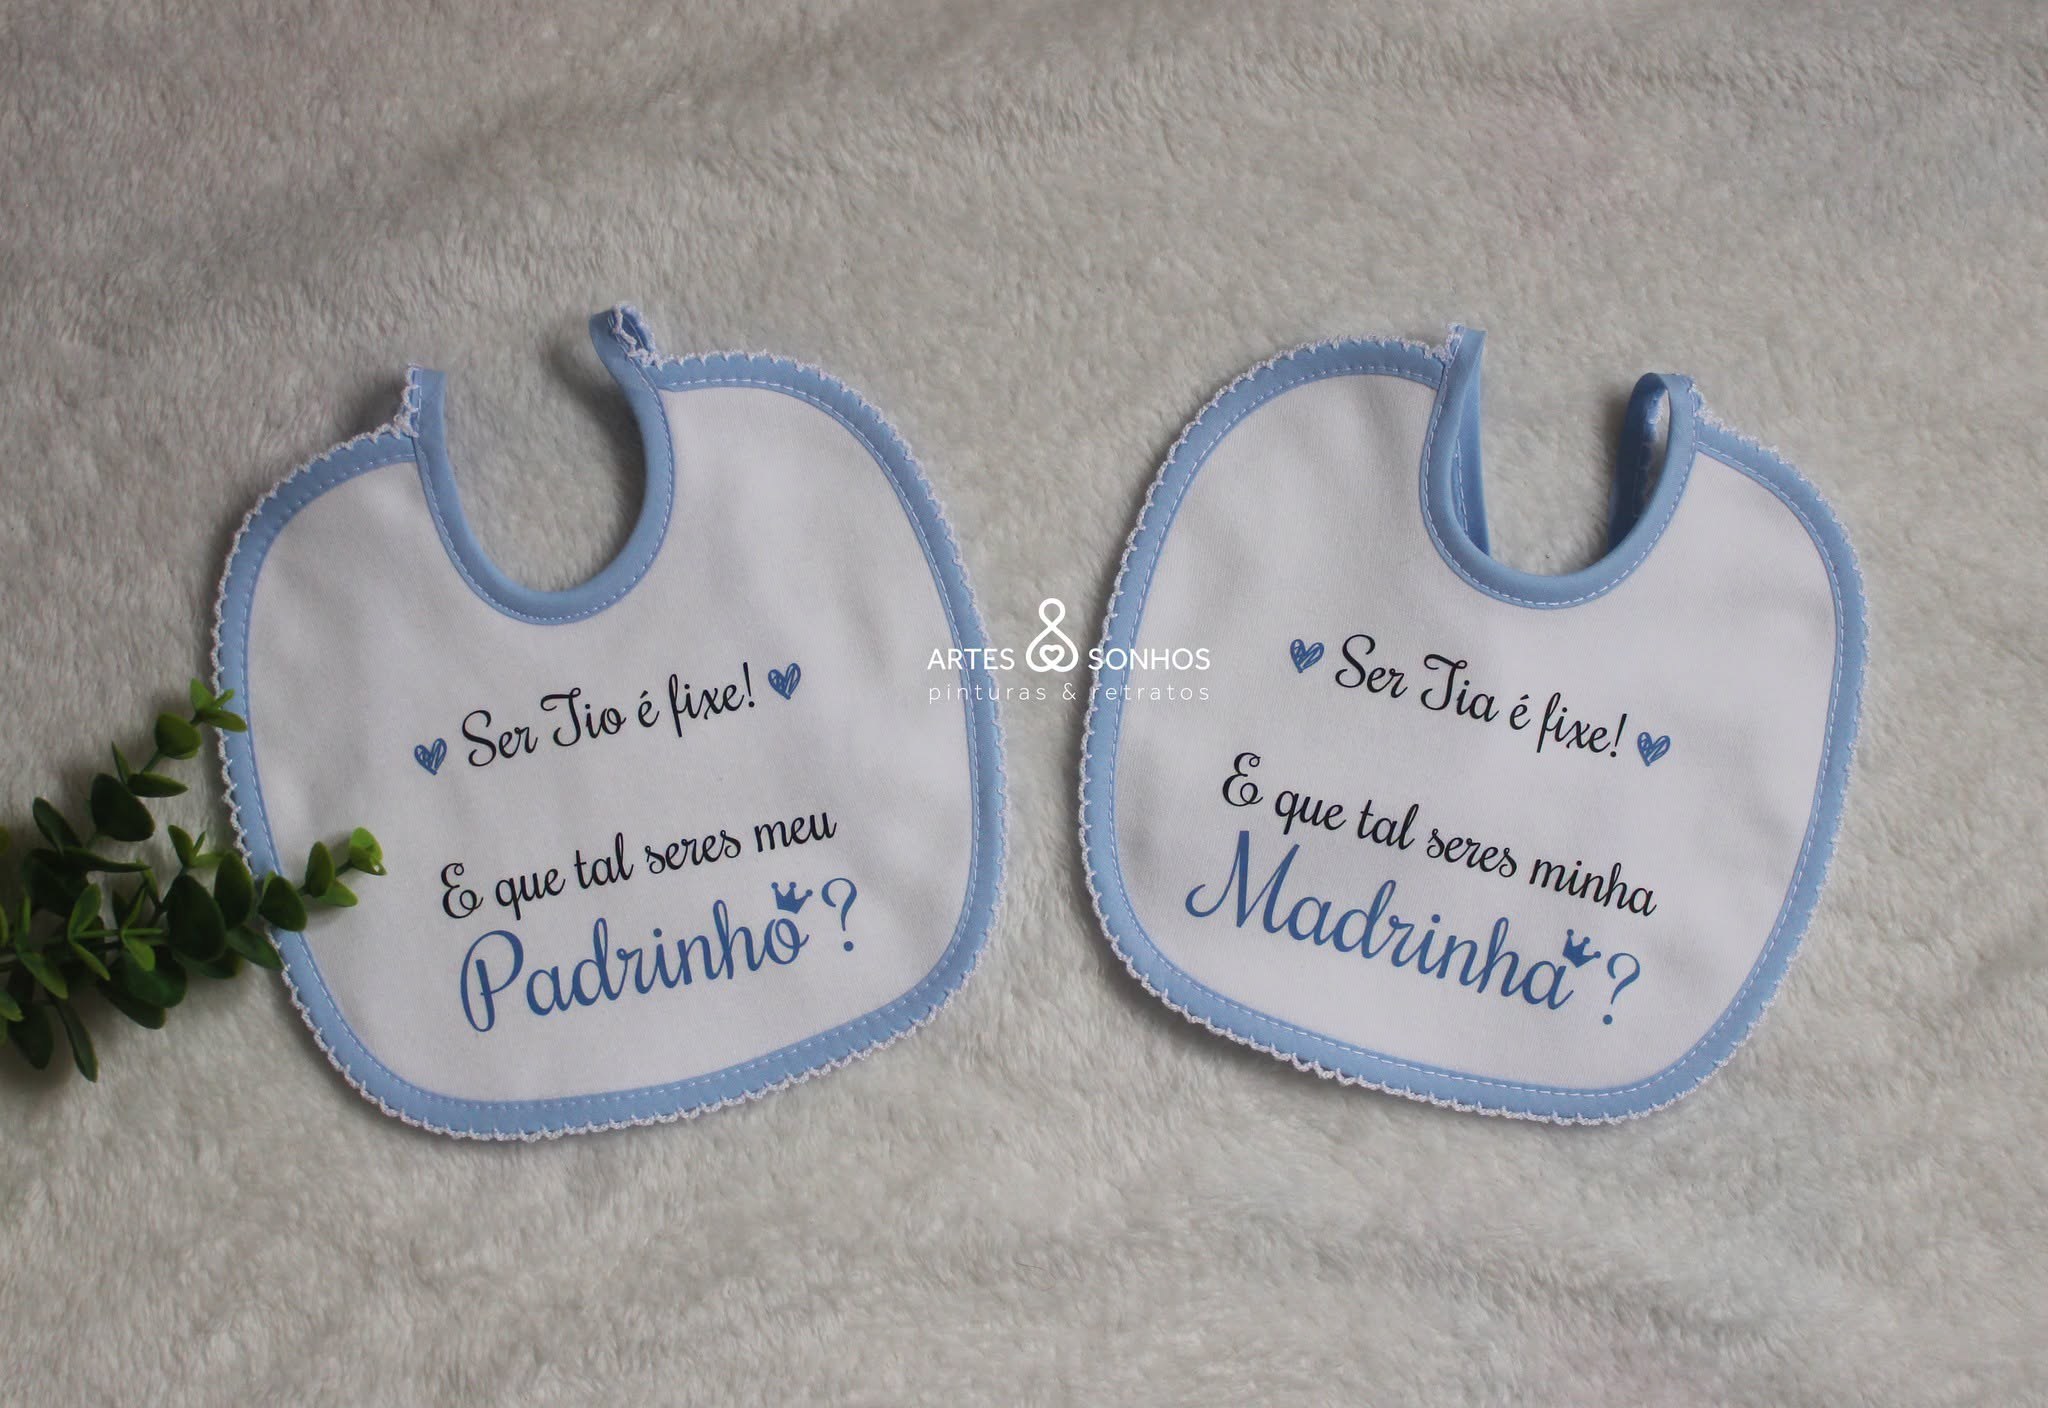 Ser Tio é fixe!
E que tal seres meu
Padrinho ?
ARTES & SONHOS
pinturas & retratos
Ser Tia é fixe!
E que tal seres minha
Madrinha ?